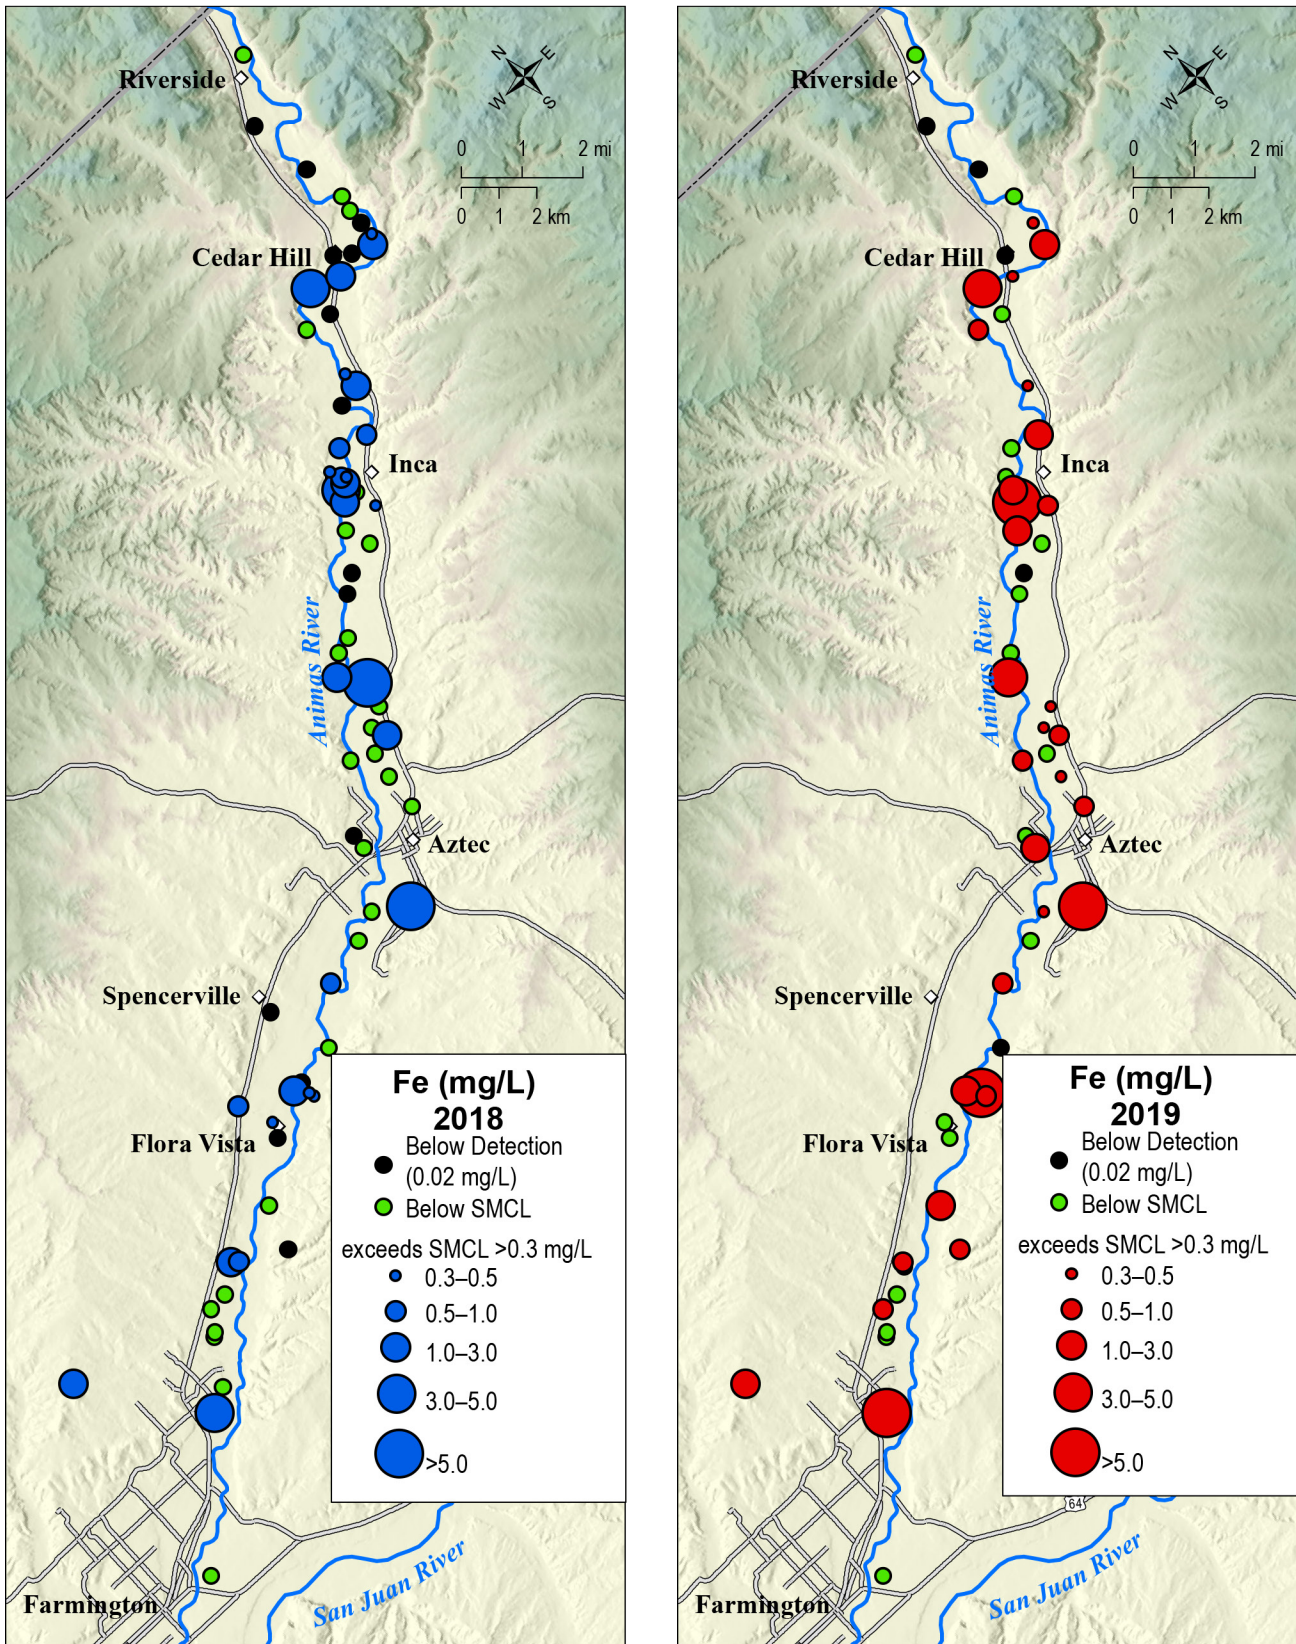 N
E
W
S
Riverside
0 1 2 mi
0 1 2 km
Cedar Hill
Inca
Animas River
Aztec
Spencerville
Flora Vista
Farmington
San Juan River
Fe (mg/L)
2018
Below Detection
(0.02 mg/L)
Below SMCL
exceeds SMCL >0.3 mg/L
0.3–0.5
0.5–1.0
1.0–3.0
3.0–5.0
>5.0
N
E
W
S
Riverside
0 1 2 mi
0 1 2 km
Cedar Hill
Inca
Animas River
Aztec
Spencerville
Flora Vista
Farmington
San Juan River
64
Fe (mg/L)
2019
Below Detection
(0.02 mg/L)
Below SMCL
exceeds SMCL >0.3 mg/L
0.3–0.5
0.5–1.0
1.0–3.0
3.0–5.0
>5.0